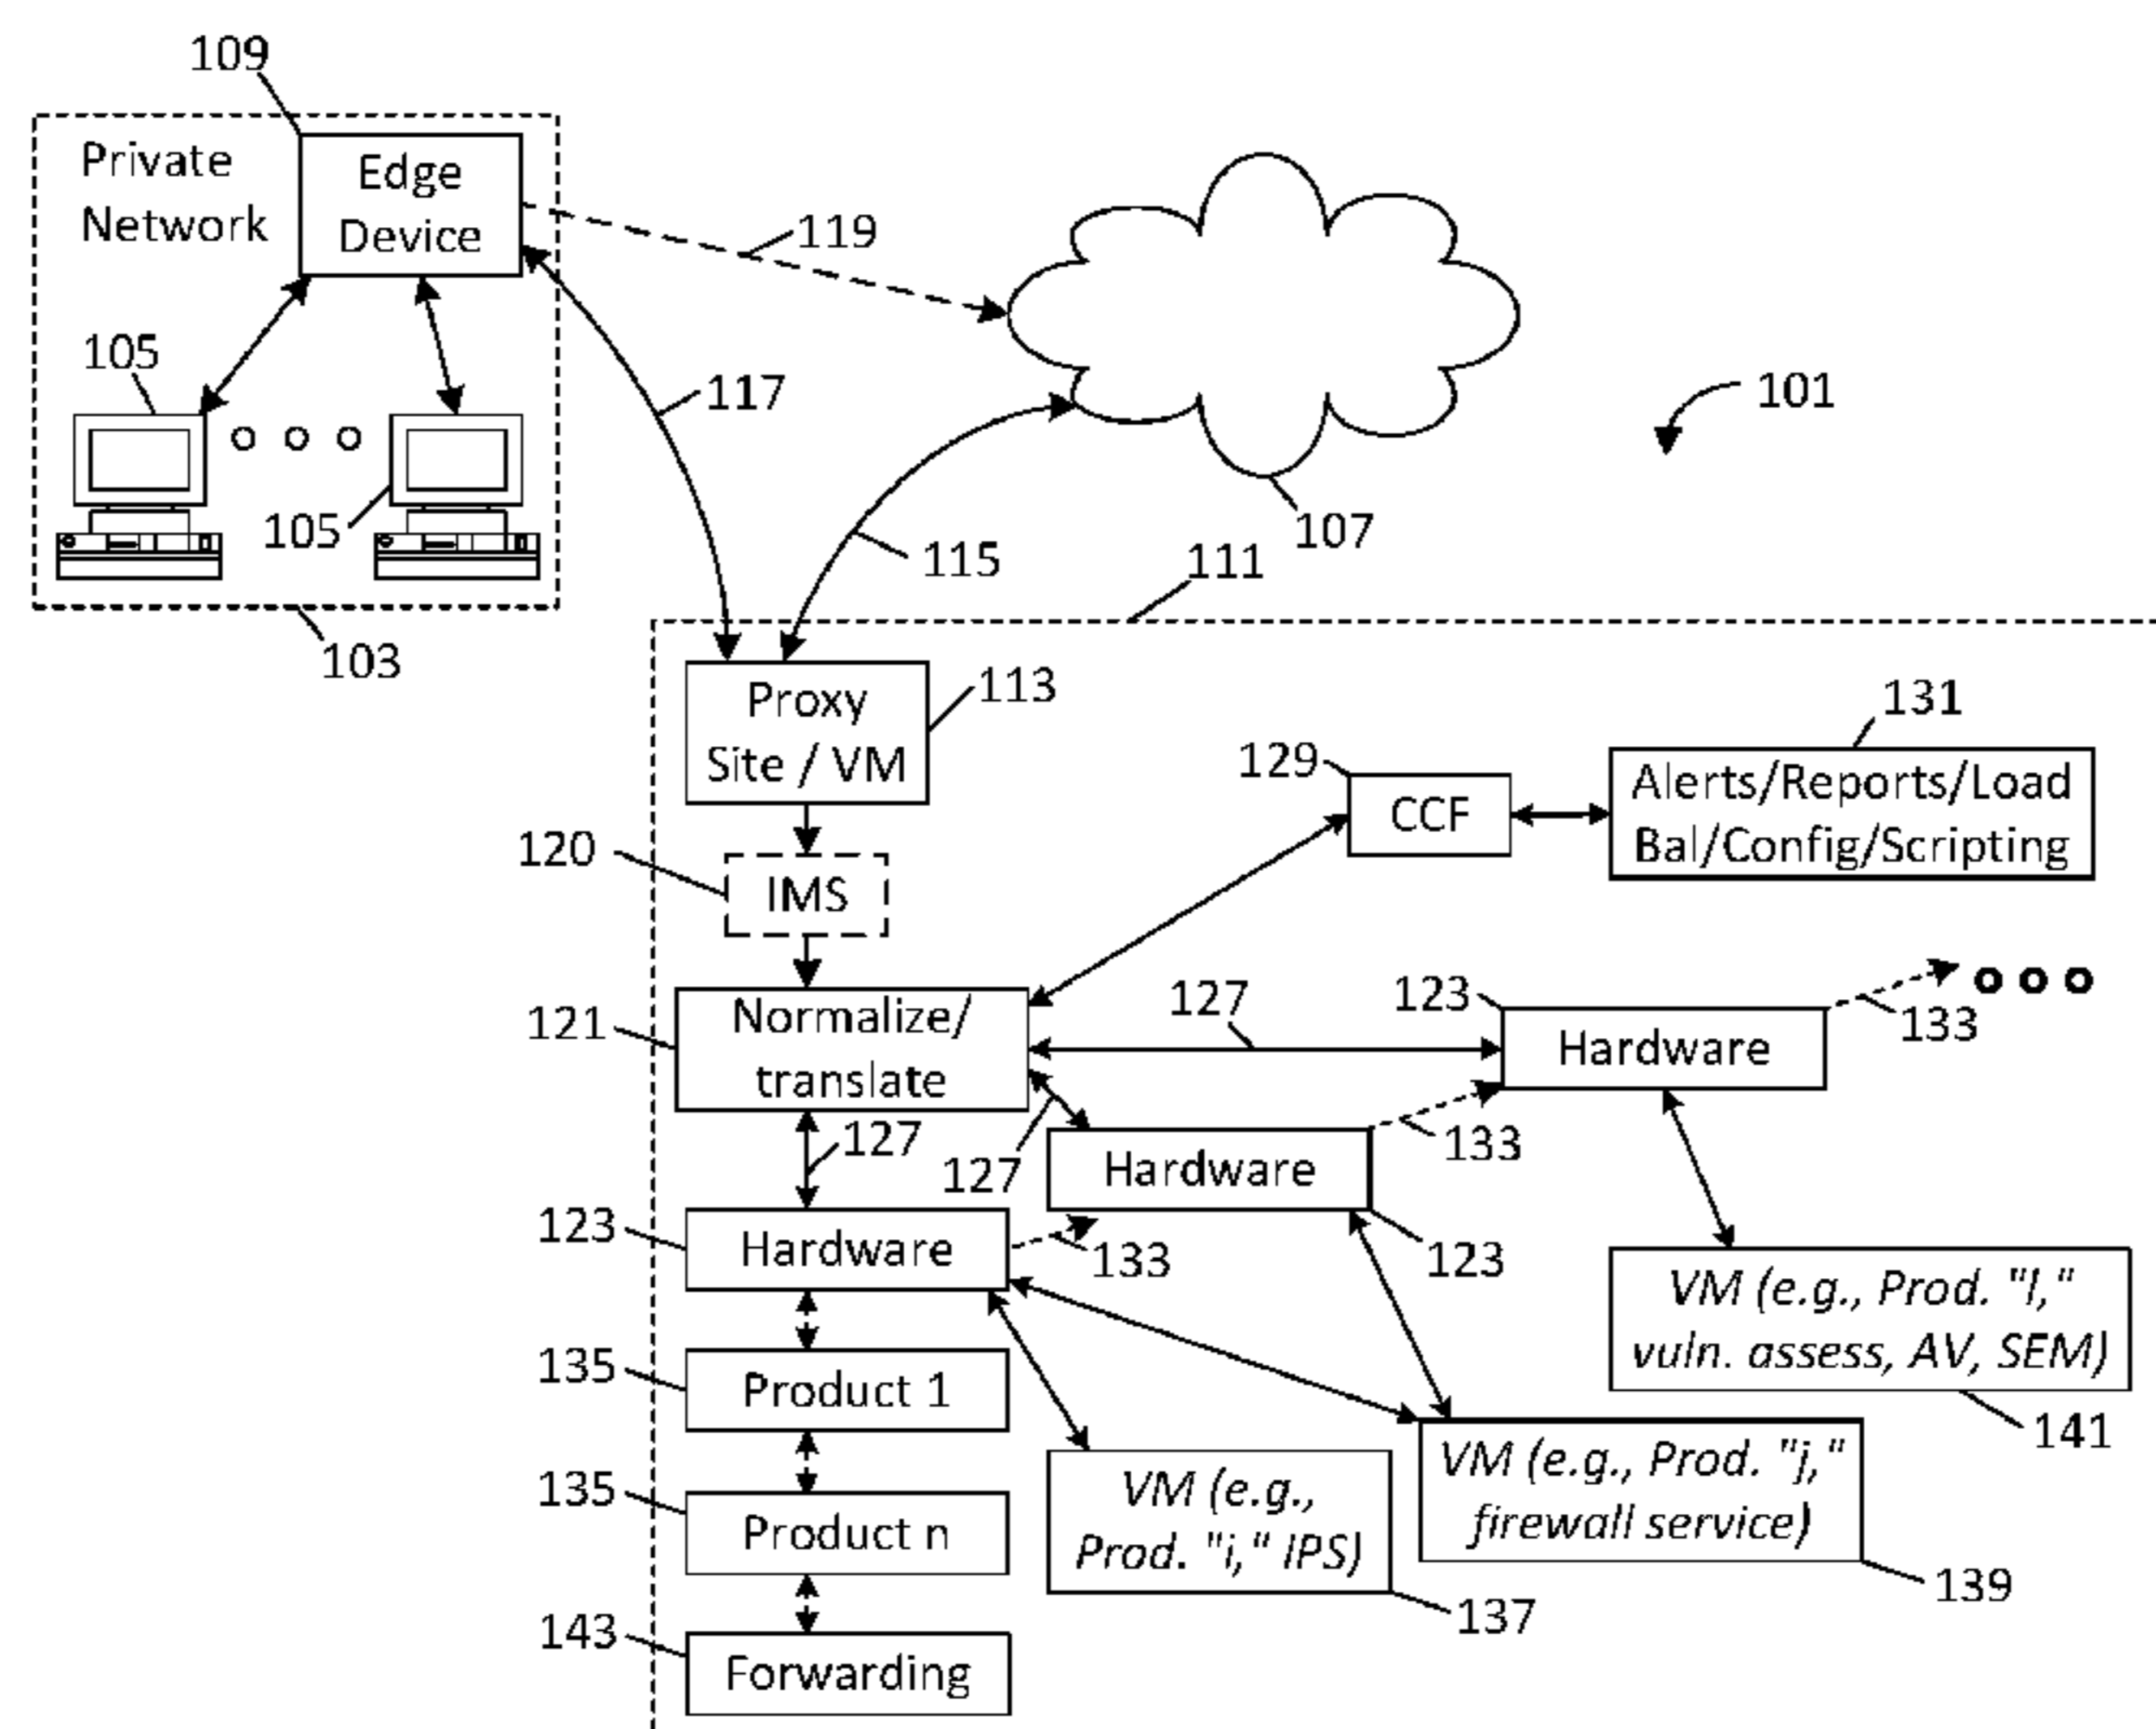 109
Private
Network
Edge
Device
119
105
105
117
101
107
115
111
103
Proxy
Site / VM
113
131
129
CCF
Alerts/Reports/Load
Bal/Config/Scripting
120
IMS
121
Normalize/
translate
127
123
Hardware
133
127
127
Hardware
133
123
123
Hardware
133
VM (e.g., Prod. "l,"
vuln. assess, AV, SEM)
141
135
Product 1
135
Product n
VM (e.g.,
Prod. "i," IPS)
137
VM (e.g., Prod. "j,"
firewall service)
139
143
Forwarding